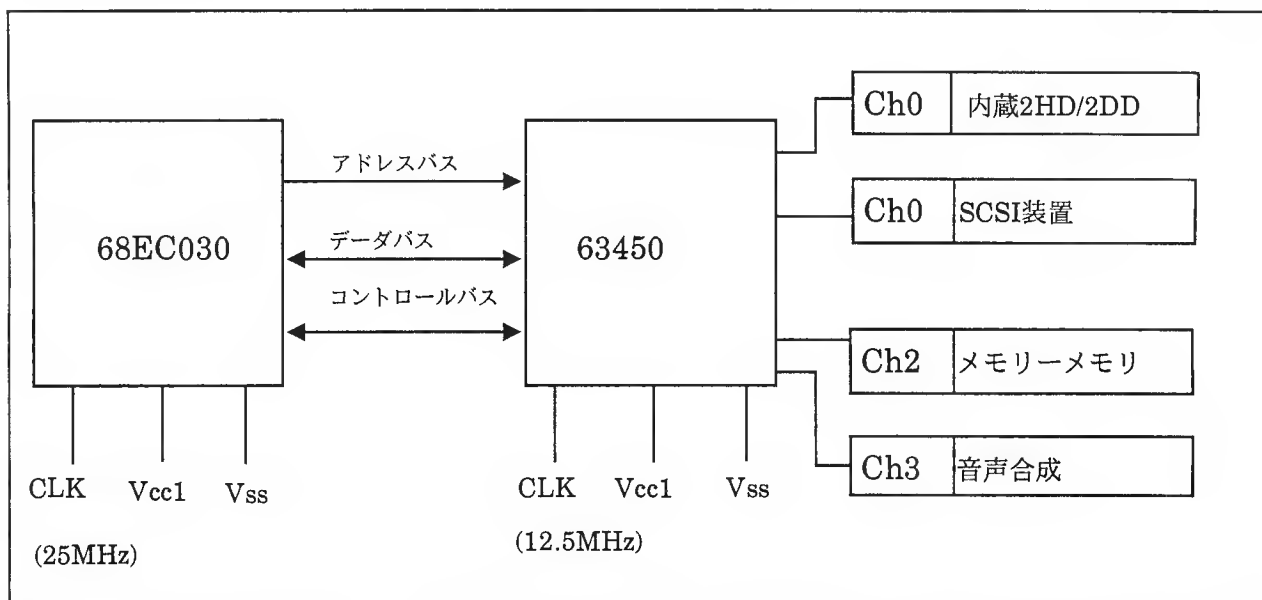 Ch0 内蔵2HD/2DD
アドレスバス
Ch0 SCSI装置
68EC030
データバス
63450
コントロールバス
Ch2 メモリーメモリ
Ch3 音声合成
CLK Vcc1 Vss
CLK Vcc1 Vss
(25MHz)
(12.5MHz)